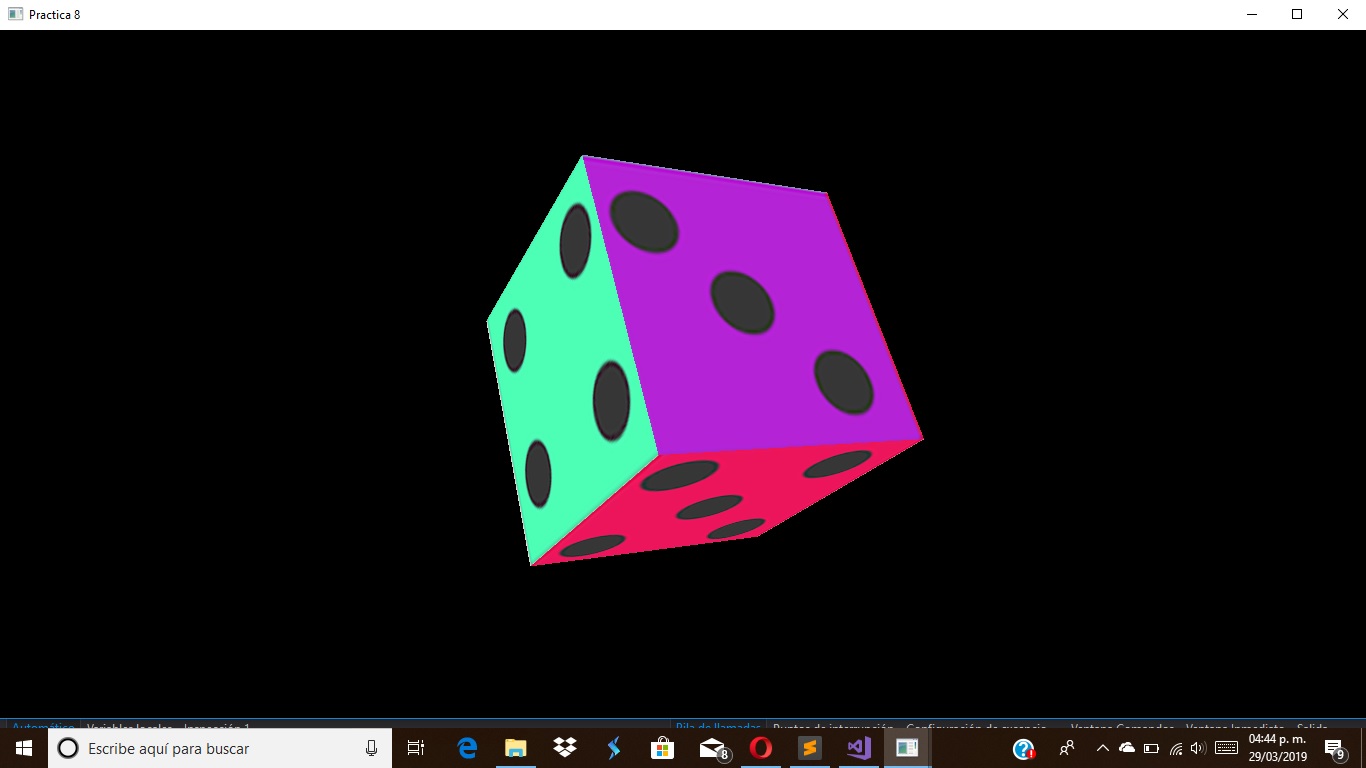 Practica 8
Automático Variables locales Inspección 1 Pila de llamadas Puntos de interrupción Configuración de excepcio Ventana Comandos Ventana Inmediato Salida
Escribe aquí para buscar
8
04:44 p. m.
29/03/2019
9